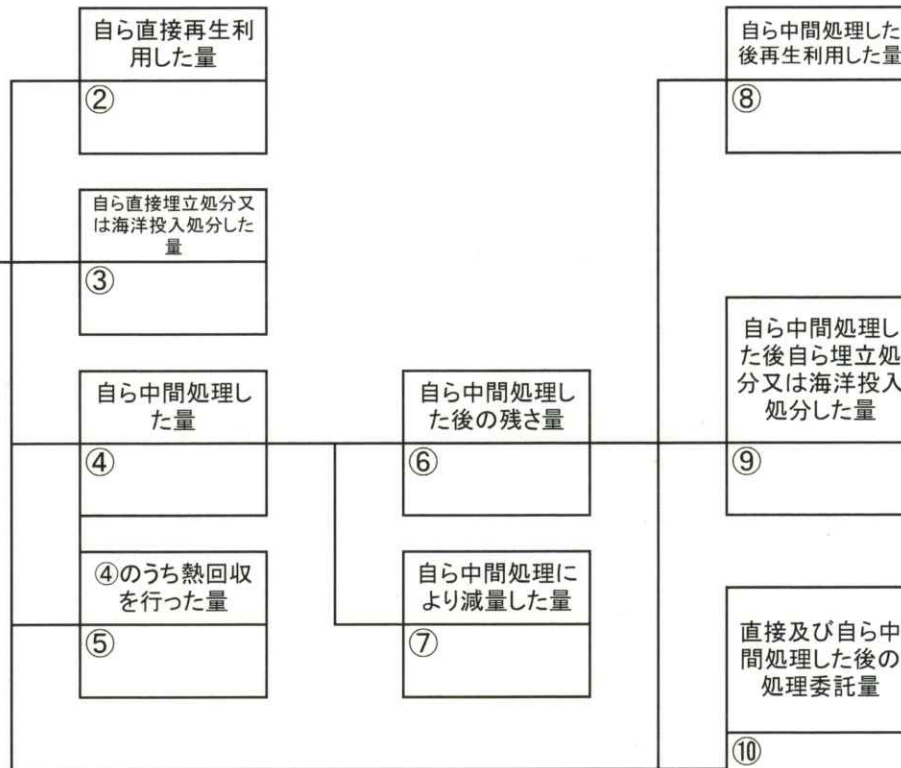 自ら直接再生利
用した量
②
自ら直接埋立処分又
は海洋投入処分した
量
③
自ら中間処理し
た量
④
④のうち熱回収
を行った量
⑤
自ら中間処理し
た後の残さ量
⑥
自ら中間処理に
より減量した量
⑦
自ら中間処理した
後再生利用した量
⑧
自ら中間処理し
た後自ら埋立処
分又は海洋投入
処分した量
⑨
直接及び自ら中
間処理した後の
処理委託量
⑩